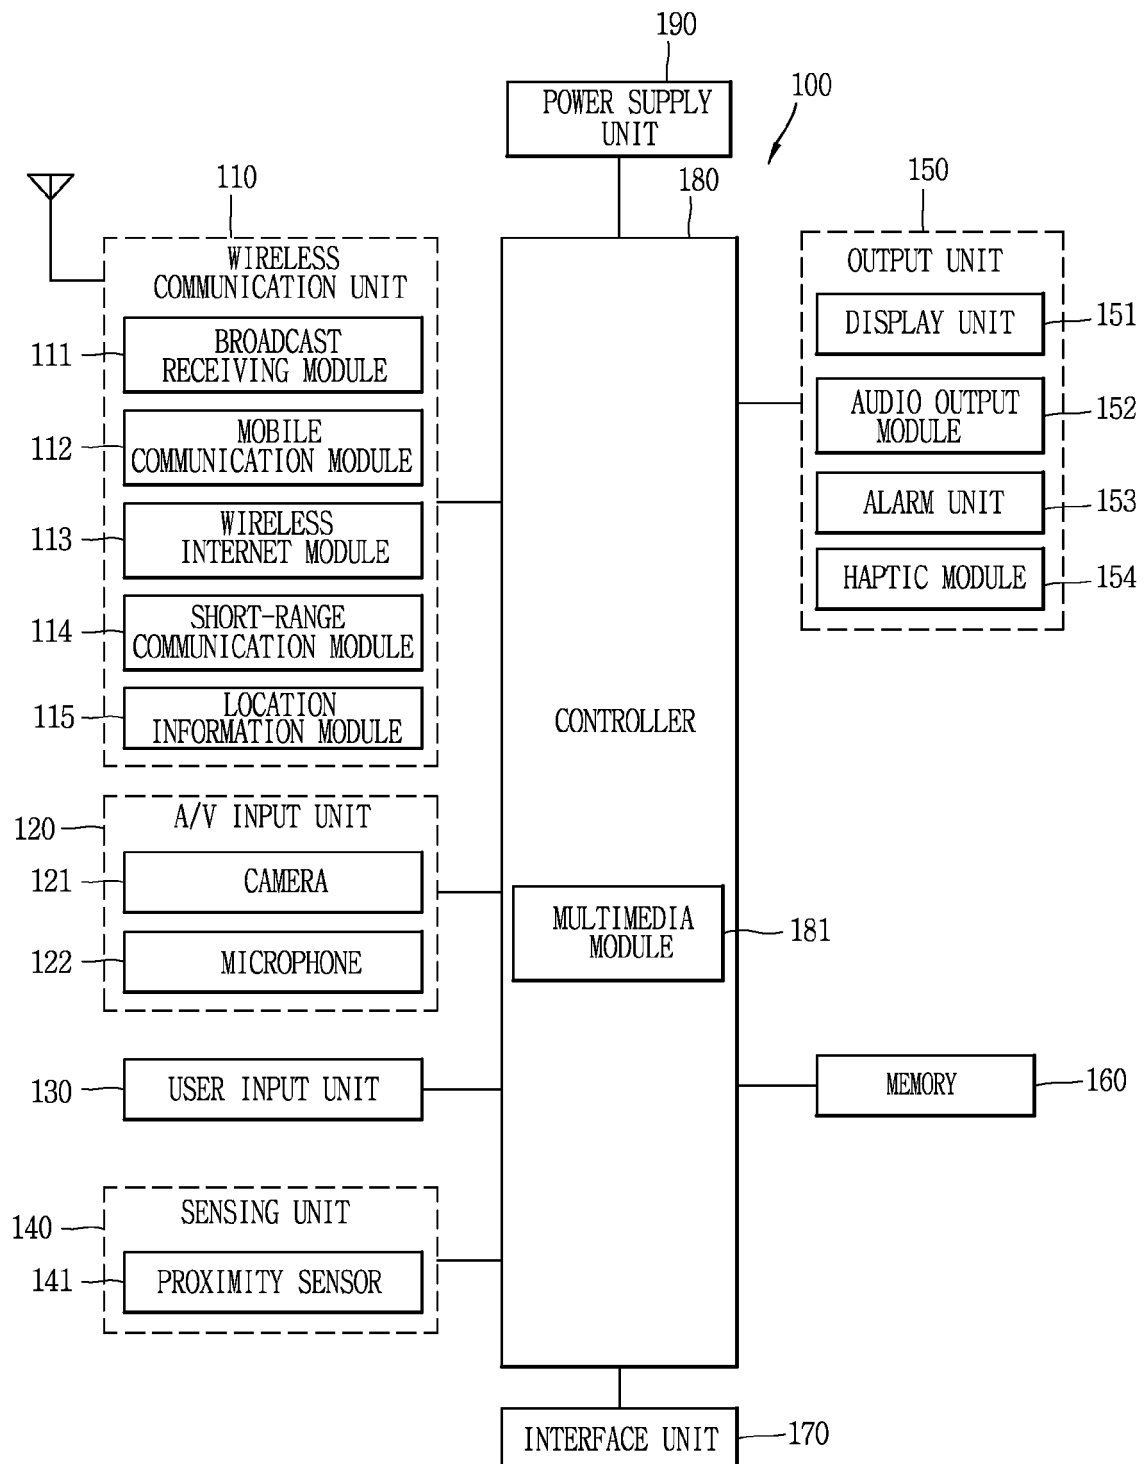 190
POWER SUPPLY
UNIT
100
180
110
WIRELESS
COMMUNICATION UNIT
111
BROADCAST
RECEIVING MODULE
112
MOBILE
COMMUNICATION MODULE
113
WIRELESS
INTERNET MODULE
114
SHORT-RANGE
COMMUNICATION MODULE
115
LOCATION
INFORMATION MODULE
120
A/V INPUT UNIT
121
CAMERA
122
MICROPHONE
130
USER INPUT UNIT
140
SENSING UNIT
141
PROXIMITY SENSOR
CONTROLLER
MULTIMEDIA
MODULE
181
150
OUTPUT UNIT
DISPLAY UNIT
151
AUDIO OUTPUT
MODULE
152
ALARM UNIT
153
HAPTIC MODULE
154
MEMORY
160
INTERFACE UNIT
170